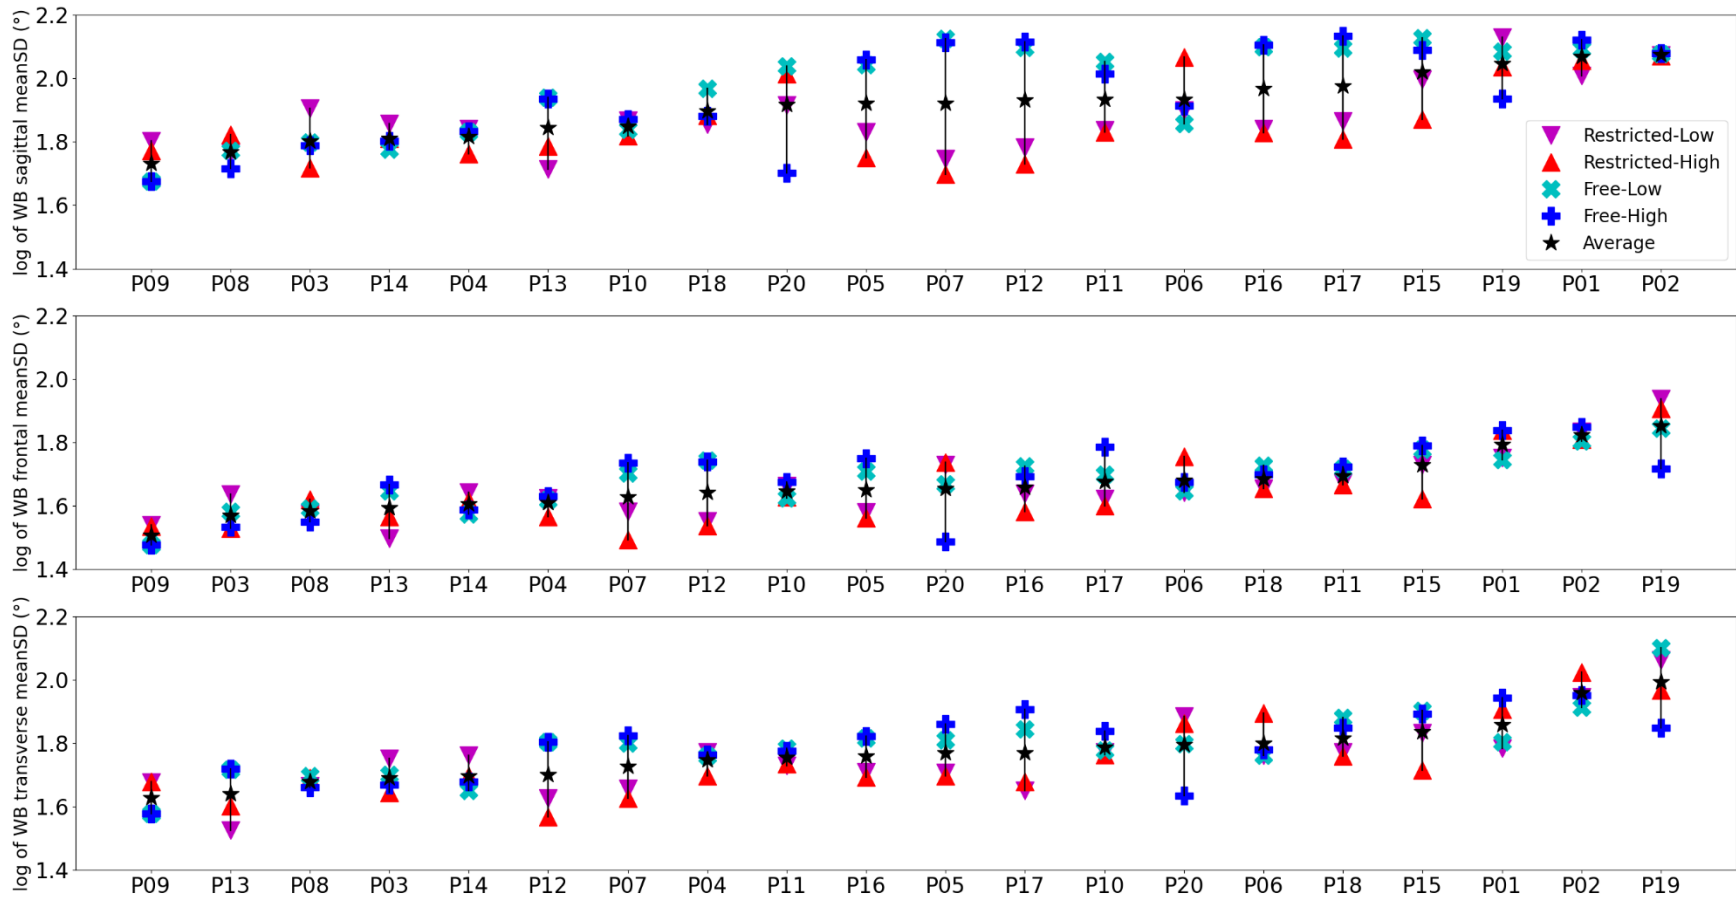 log of WB sagittal meanSD (°)
2.2
2.0
1.8
1.6
1.4
Restricted-Low
Restricted-High
Free-Low
Free-High
Average
P09 P08 P03 P14 P04 P13 P10 P18 P20 P05 P07 P12 P11 P06 P16 P17 P15 P19 P01 P02
log of WB frontal meanSD (°)
2.2
2.0
1.8
1.6
1.4
P09 P03 P08 P13 P14 P04 P07 P12 P10 P05 P20 P16 P17 P06 P18 P11 P15 P01 P02 P19
log of WB transverse meanSD (°)
2.2
2.0
1.8
1.6
1.4
P09 P13 P08 P03 P14 P12 P07 P04 P11 P16 P05 P17 P10 P20 P06 P18 P15 P01 P02 P19